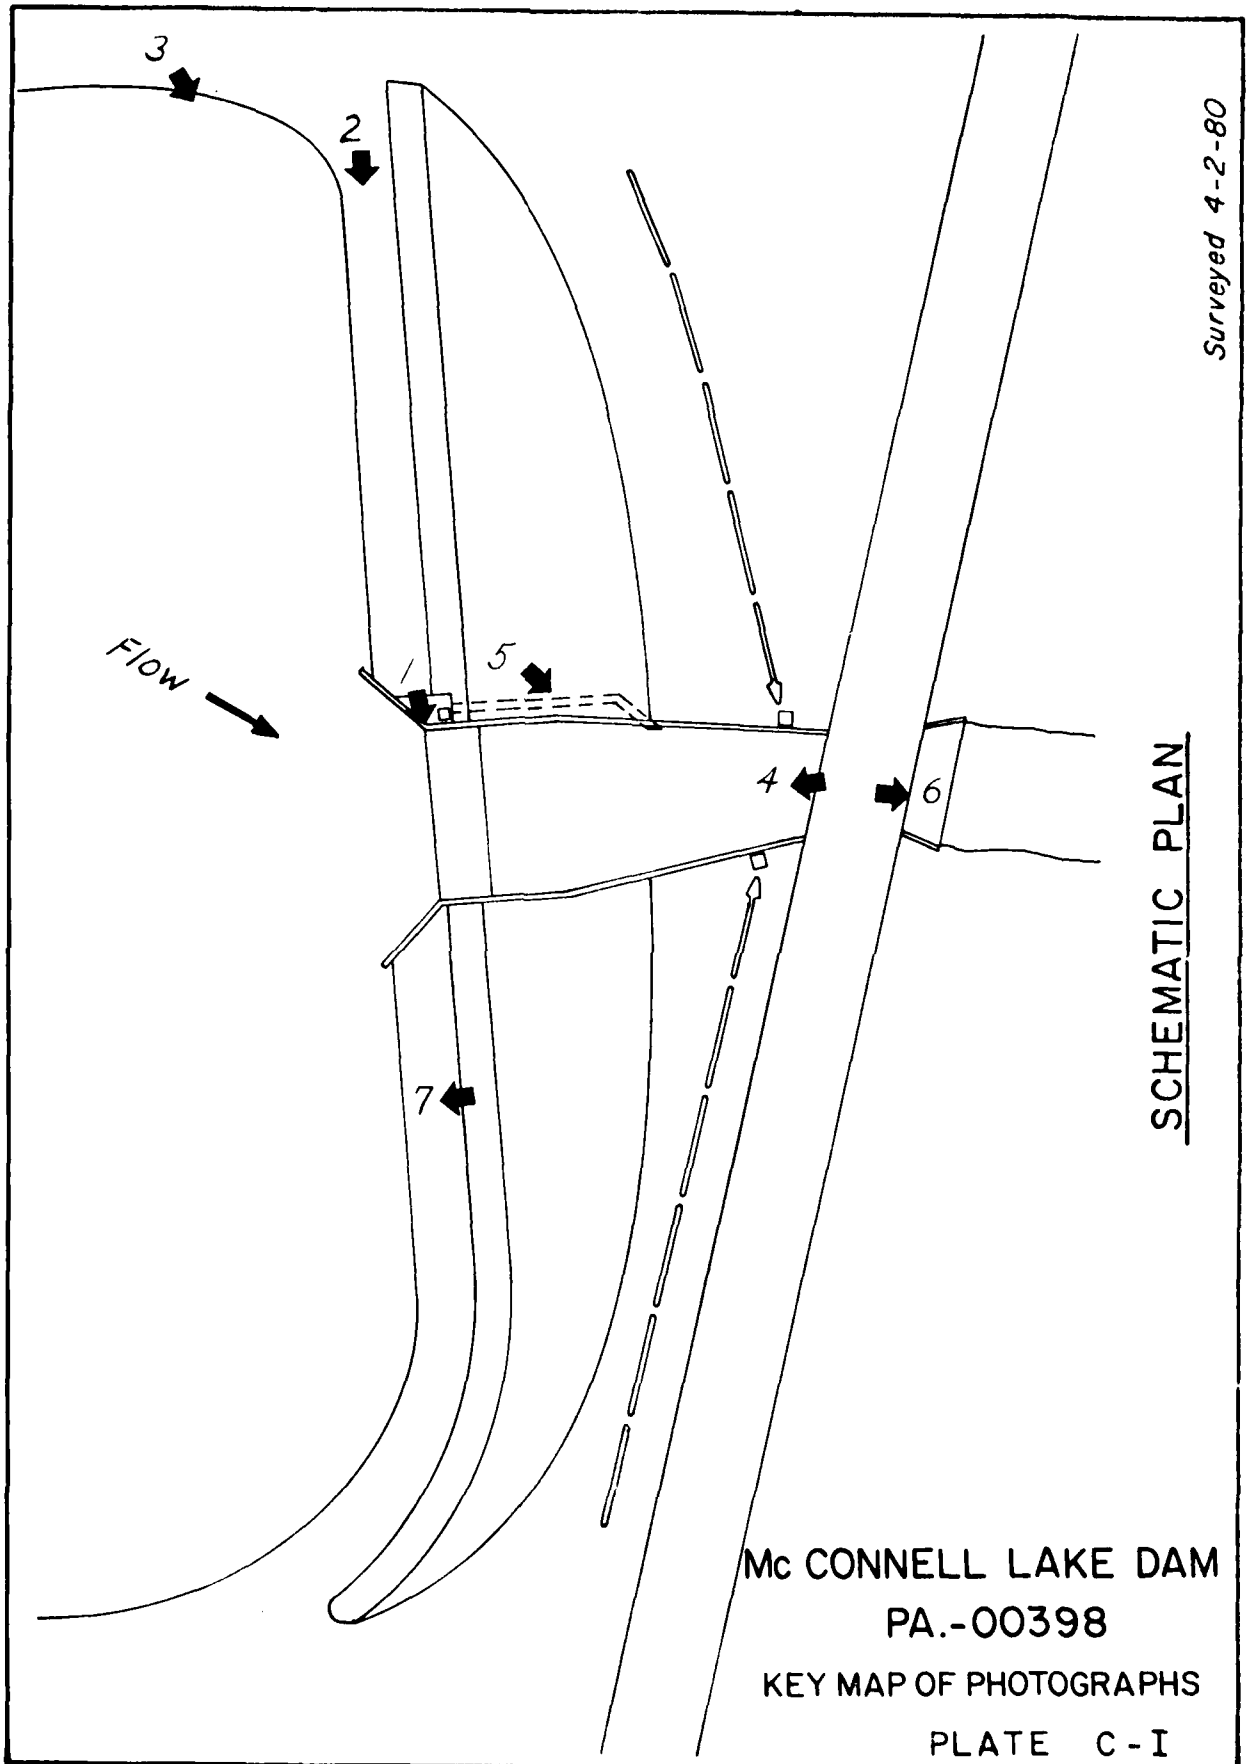 3
2
Surveyed 4-2-80
Flow
1
5
4
6
7
SCHEMATIC PLAN
Mc CONNELL LAKE DAM
PA.-00398
KEY MAP OF PHOTOGRAPHS
PLATE C-I